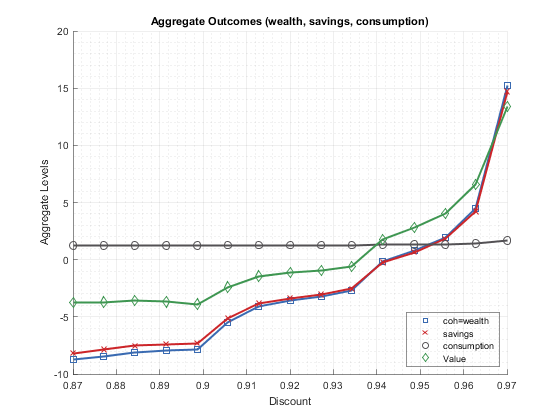 Aggregate Outcomes (wealth, savings, consumption)
20
15
10
5
0
-5
-10
Aggregate Levels
0.87 0.88 0.89 0.9 0.91 0.92 0.93 0.94 0.95 0.96 0.97
Discount
coh=wealth
savings
consumption
Value